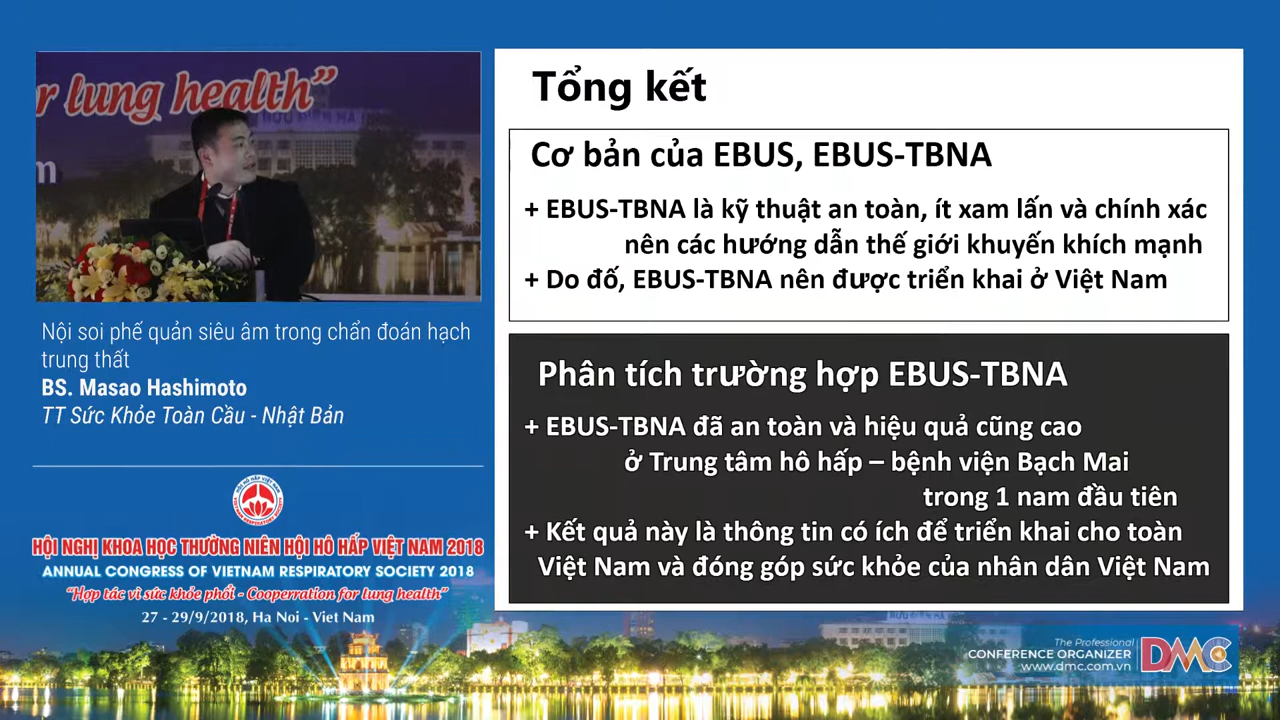 r lung health”
m
Nội soi phế quản siêu âm trong chẩn đoán hạch
trung thất
BS. Masao Hashimoto
TT Sức Khỏe Toàn Cầu - Nhật Bản
HỘI NGHỊ KHOA HỌC THƯỜNG NIÊN HỘI HÔ HẤP VIỆT NAM 2018
ANNUAL CONGRESS OF VIETNAM RESPIRATORY SOCIETY 2018
“Hợp tác vì sức khỏe phổi - Cooperration for lung health”
27 - 29/9/2018, Ha Noi - Viet Nam
Tổng kết
Cơ bản của EBUS, EBUS-TBNA
+ EBUS-TBNA là kỹ thuật an toàn, ít xam lấn và chính xác
nên các hướng dẫn thế giới khuyến khích mạnh
+ Do đố, EBUS-TBNA nên được triển khai ở Việt Nam
Phân tích trường hợp EBUS-TBNA
+ EBUS-TBNA đã an toàn và hiệu quả cũng cao
ở Trung tâm hô hấp – bệnh viện Bạch Mai
trong 1 nam đầu tiên
+ Kết quả này là thông tin có ích để triển khai cho toàn
Việt Nam và đóng góp sức khỏe của nhân dân Việt Nam
The Professional
CONFERENCE ORGANIZER
www.dmc.com.vn
DMC